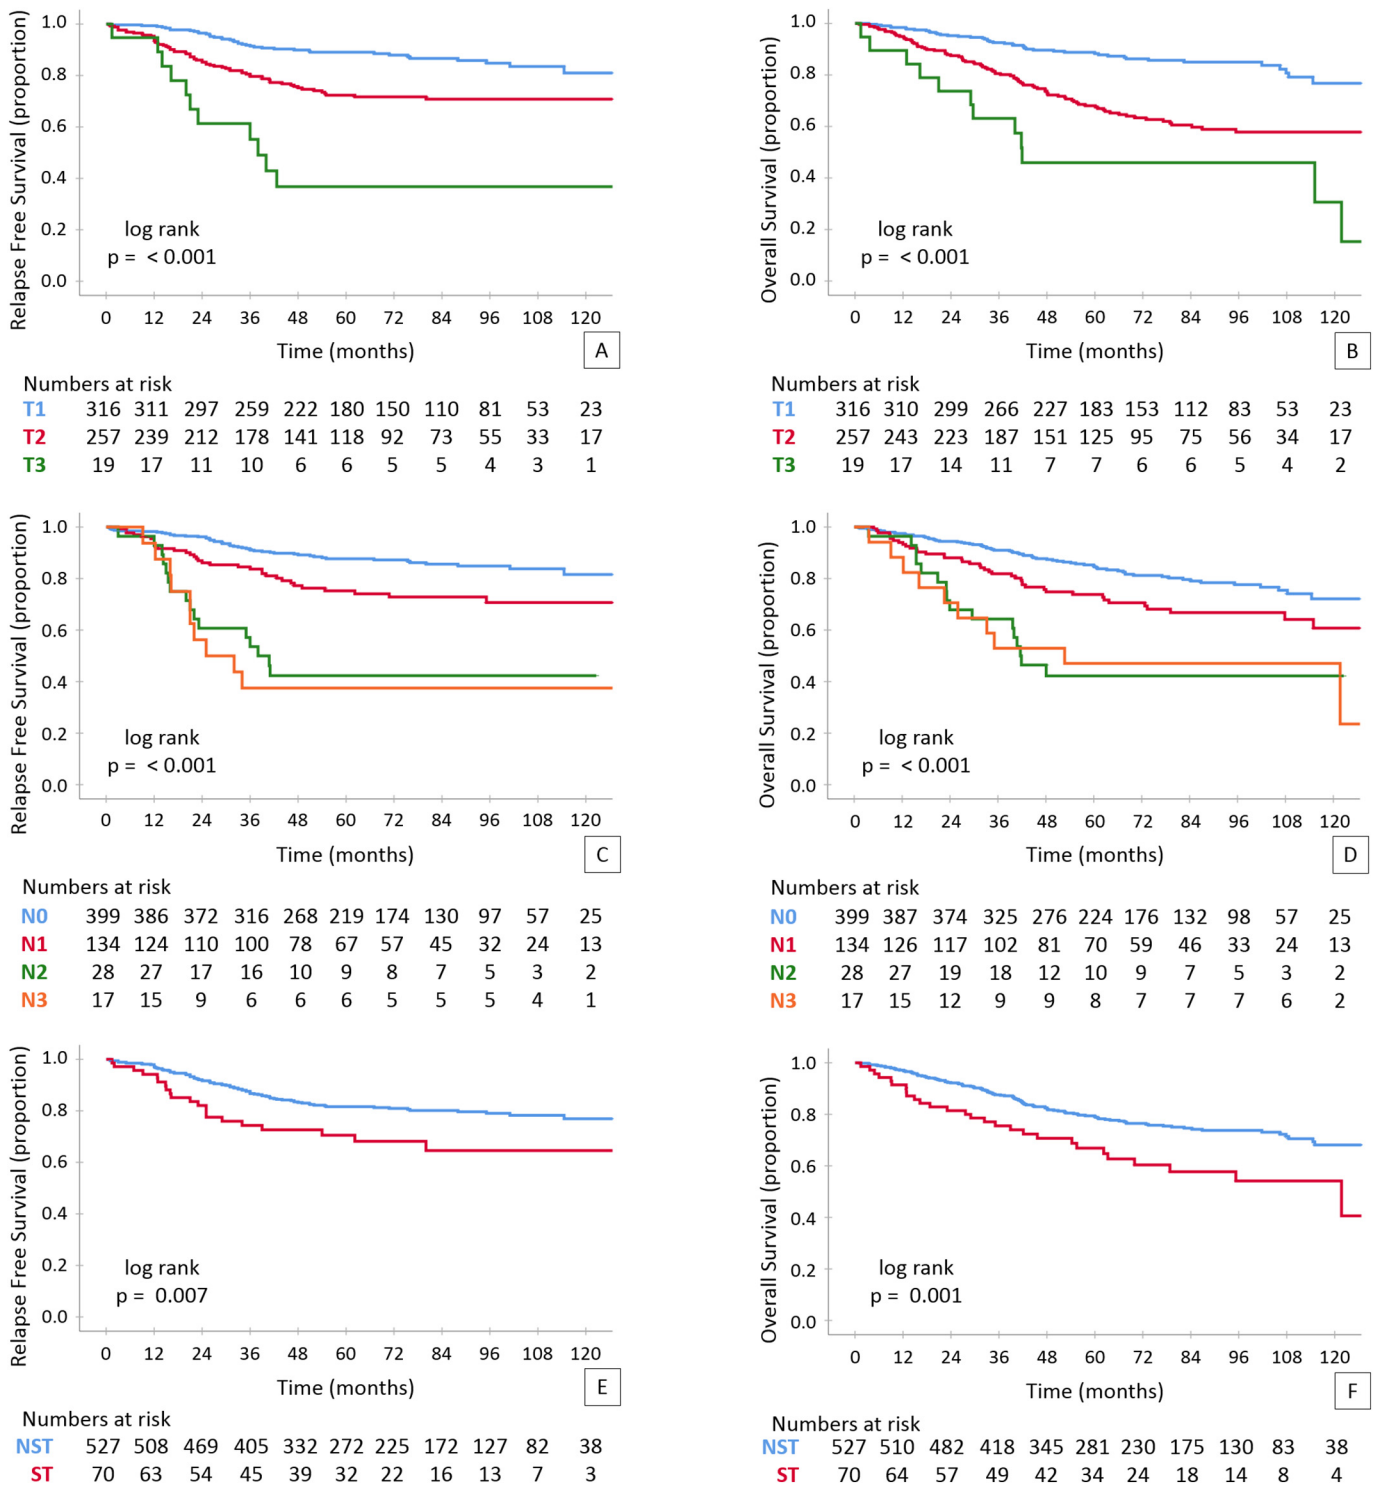 Relapse Free Survival (proportion)
1.0
0.8
0.6
0.4
0.2
0.0
log rank
p = < 0.001
0 12 24 36 48 60 72 84 96 108 120
Time (months)
A
Numbers at risk
T1 316 311 297 259 222 180 150 110 81 53 23
T2 257 239 212 178 141 118 92 73 55 33 17
T3 19 17 11 10 6 6 5 5 4 3 1
Overall Survival (proportion)
1.0
0.8
0.6
0.4
0.2
0.0
log rank
p = < 0.001
0 12 24 36 48 60 72 84 96 108 120
Time (months)
B
Numbers at risk
T1 316 310 299 266 227 183 153 112 83 53 23
T2 257 243 223 187 151 125 95 75 56 34 17
T3 19 17 14 11 7 7 6 6 5 4 2
Relapse Free Survival (proportion)
1.0
0.8
0.6
0.4
0.2
0.0
log rank
p = < 0.001
0 12 24 36 48 60 72 84 96 108 120
Time (months)
C
Numbers at risk
N0 399 386 372 316 268 219 174 130 97 57 25
N1 134 124 110 100 78 67 57 45 32 24 13
N2 28 27 17 16 10 9 8 7 5 3 2
N3 17 15 9 6 6 6 5 5 5 4 1
Overall Survival (proportion)
1.0
0.8
0.6
0.4
0.2
0.0
log rank
p = < 0.001
0 12 24 36 48 60 72 84 96 108 120
Time (months)
D
Numbers at risk
N0 399 387 374 325 276 224 176 132 98 57 25
N1 134 126 117 102 81 70 59 46 33 24 13
N2 28 27 19 18 12 10 9 7 5 3 2
N3 17 15 12 9 9 8 7 7 7 6 2
Relapse Free Survival (proportion)
1.0
0.8
0.6
0.4
0.2
0.0
log rank
p = 0.007
0 12 24 36 48 60 72 84 96 108 120
Time (months)
E
Numbers at risk
NST 527 508 469 405 332 272 225 172 127 82 38
ST 70 63 54 45 39 32 22 16 13 7 3
Overall Survival (proportion)
1.0
0.8
0.6
0.4
0.2
0.0
log rank
p = 0.001
0 12 24 36 48 60 72 84 96 108 120
Time (months)
F
Numbers at risk
NST 527 510 482 418 345 281 230 175 130 83 38
ST 70 64 57 49 42 34 24 18 14 8 4